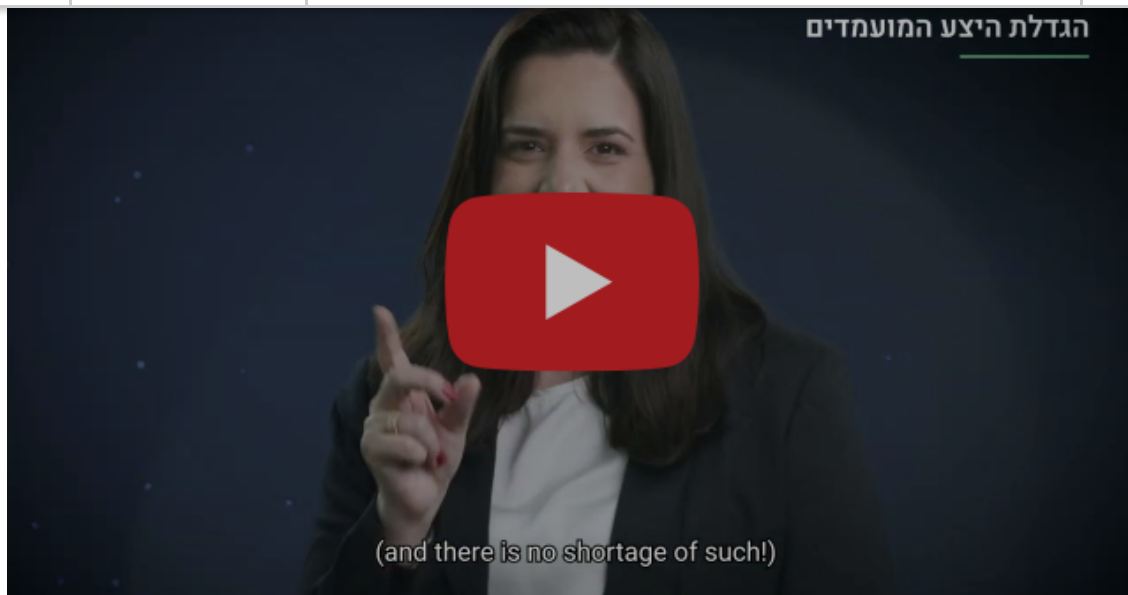 הגדלת היצע המועמדים
(and there is no shortage of such!)